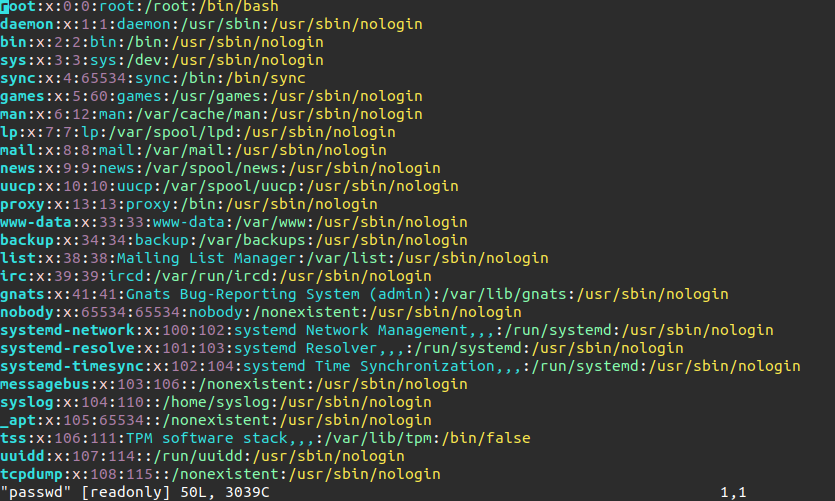 root:x:0:0:root:/root:/bin/bash
daemon:x:1:1:daemon:/usr/sbin:/usr/sbin/nologin
bin:x:2:2:bin:/bin:/usr/sbin/nologin
sys:x:3:3:sys:/dev:/usr/sbin/nologin
sync:x:4:65534:sync:/bin:/bin/sync
games:x:5:60:games:/usr/games:/usr/sbin/nologin
man:x:6:12:man:/var/cache/man:/usr/sbin/nologin
lp:x:7:7:lp:/var/spool/lpd:/usr/sbin/nologin
mail:x:8:8:mail:/var/mail:/usr/sbin/nologin
news:x:9:9:news:/var/spool/news:/usr/sbin/nologin
uucp:x:10:10:uucp:/var/spool/uucp:/usr/sbin/nologin
proxy:x:13:13:proxy:/bin:/usr/sbin/nologin
www-data:x:33:33:www-data:/var/www:/usr/sbin/nologin
backup:x:34:34:backup:/var/backups:/usr/sbin/nologin
list:x:38:38:Mailing List Manager:/var/list:/usr/sbin/nologin
irc:x:39:39:ircd:/var/run/ircd:/usr/sbin/nologin
gnats:x:41:41:Gnats Bug-Reporting System (admin):/var/lib/gnats:/usr/sbin/nologin
nobody:x:65534:65534:nobody:/nonexistent:/usr/sbin/nologin
systemd-network:x:100:102:systemd Network Management,,,:/run/systemd:/usr/sbin/nologin
systemd-resolve:x:101:103:systemd Resolver,,,:/run/systemd:/usr/sbin/nologin
systemd-timesync:x:102:104:systemd Time Synchronization,,,:/run/systemd:/usr/sbin/nologin
messagebus:x:103:106::/nonexistent:/usr/sbin/nologin
syslog:x:104:110::/home/syslog:/usr/sbin/nologin
_apt:x:105:65534::/nonexistent:/usr/sbin/nologin
tss:x:106:111:TPM software stack,,,:/var/lib/tpm:/bin/false
uuidd:x:107:114::/run/uuidd:/usr/sbin/nologin
tcpdump:x:108:115::/nonexistent:/usr/sbin/nologin
"passwd" [readonly] 50L, 3039C 1,1